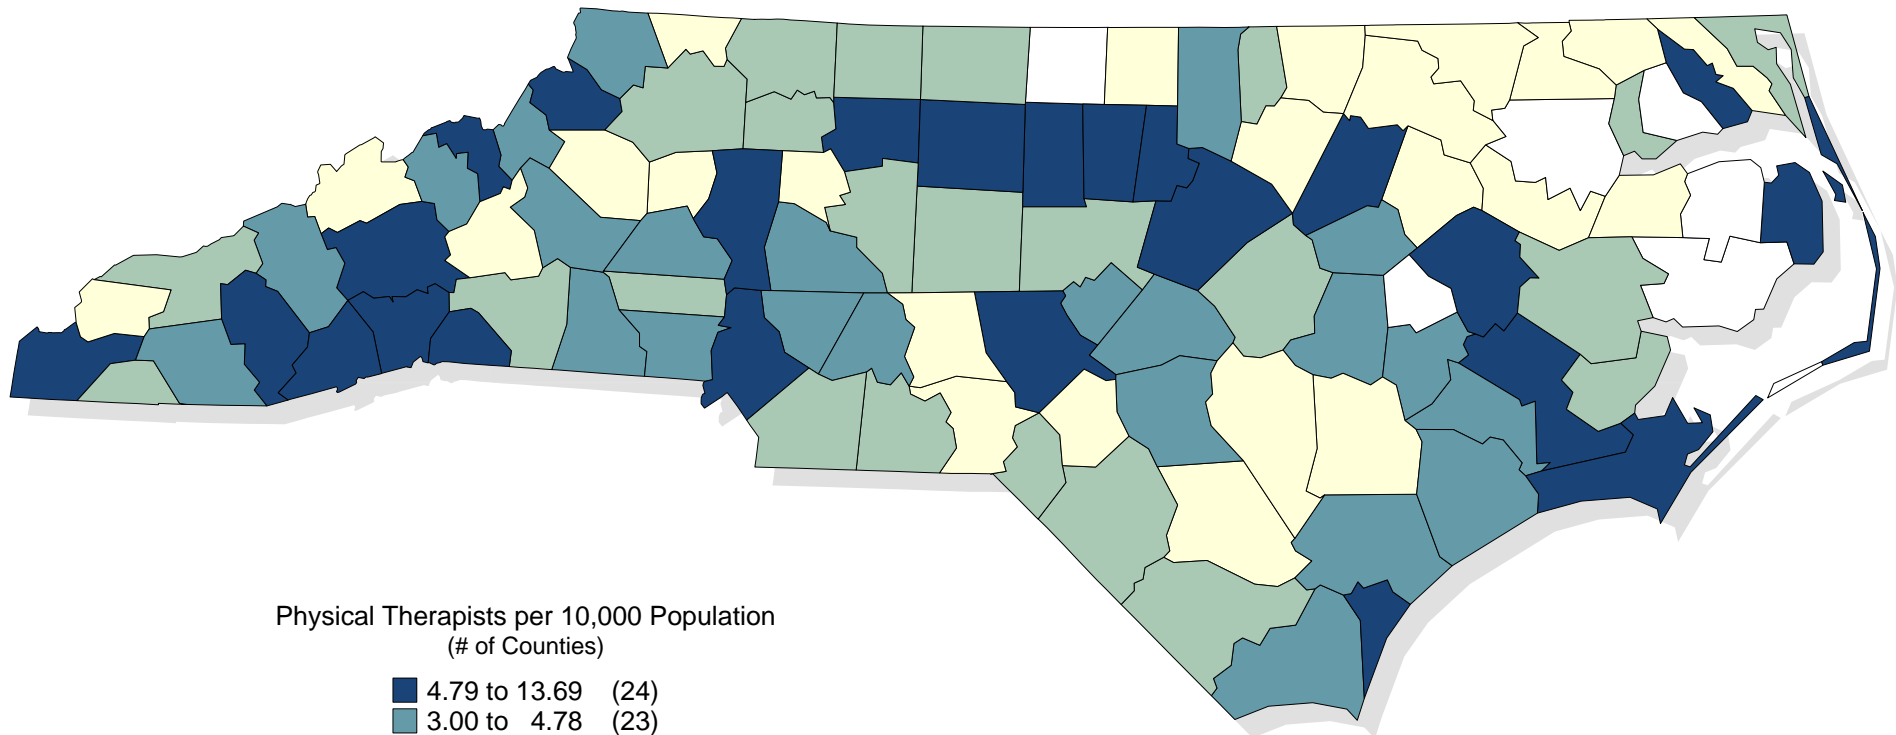 Physical Therapists per 10,000 Population
(# of Counties)
4.79 to 13.69 (24)
3.00 to 4.78 (23)